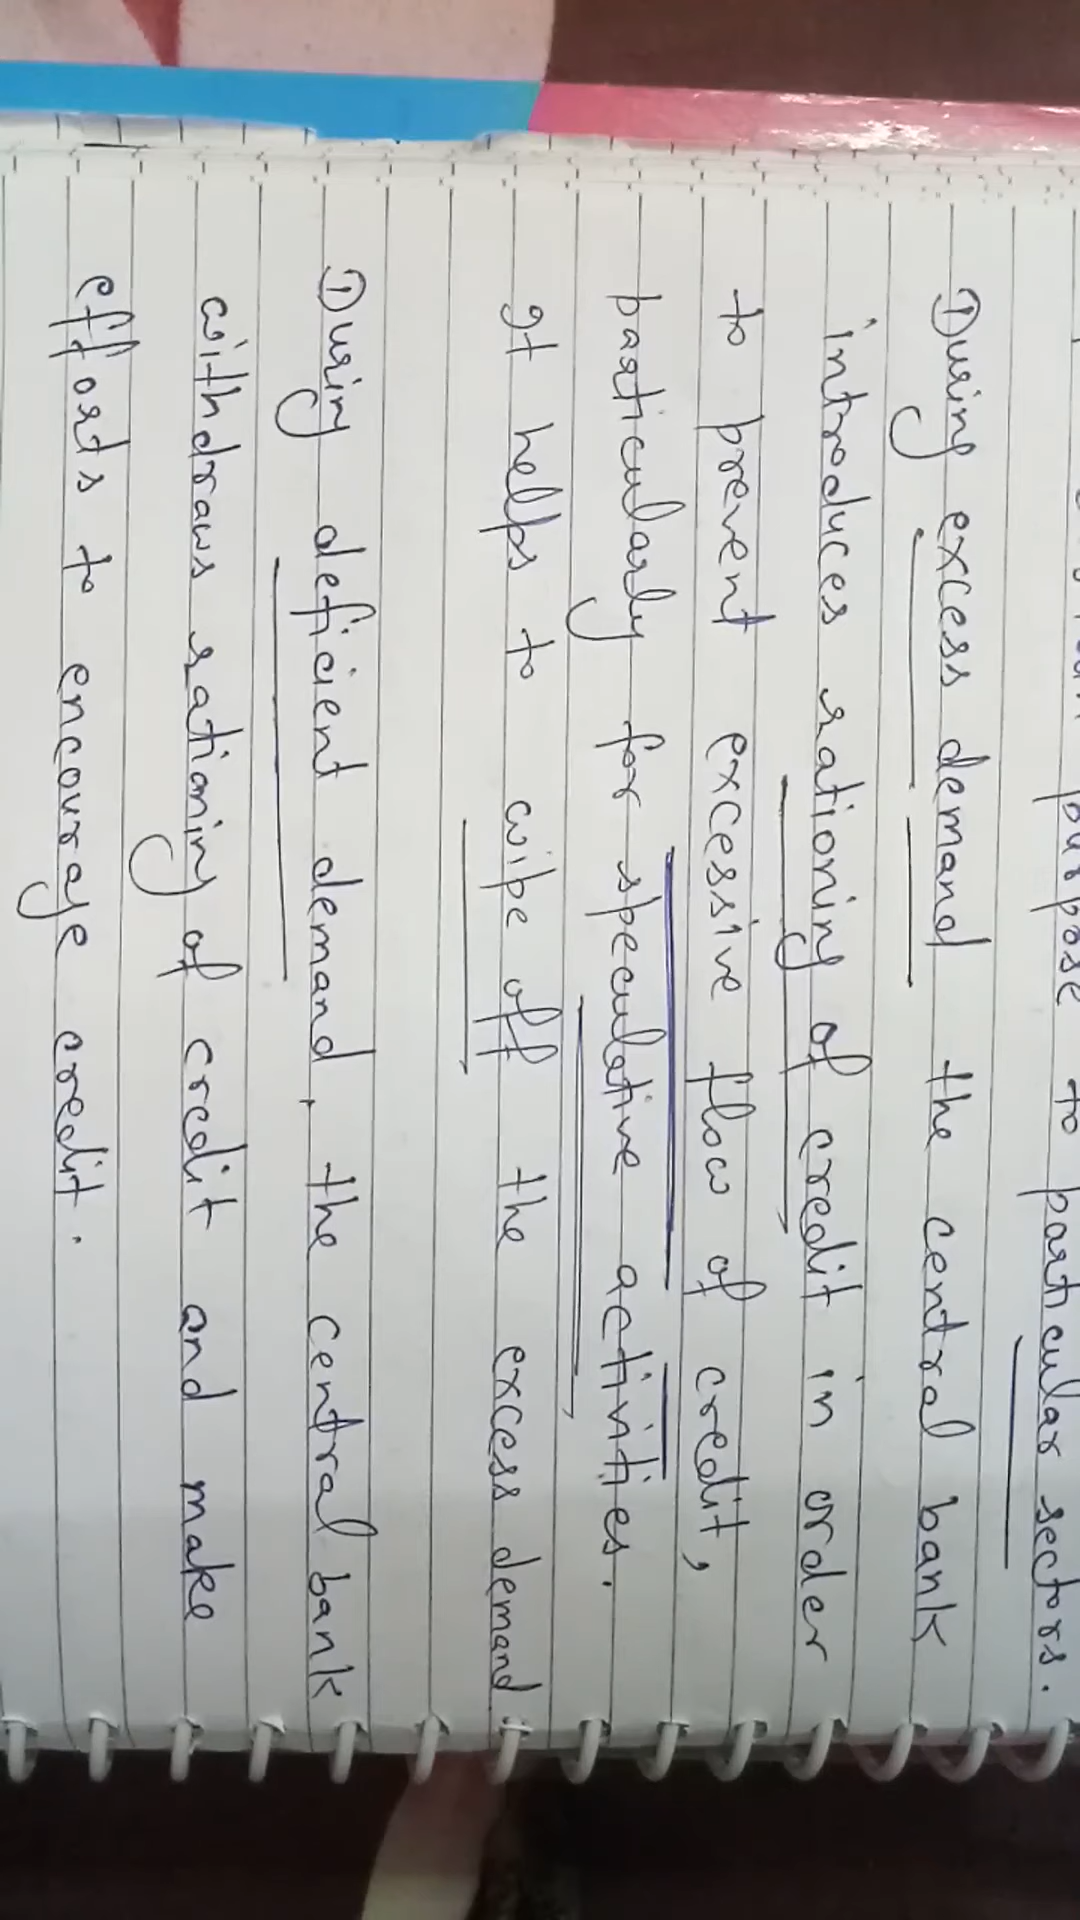 purpose to particular sectors.
During excess demand the central bank
introduces rationing of credit in order
to prevent excessive flow of credit,
particularly for speculative activities.
It helps to wipe off the excess demand
During deficient demand, the central bank
withdraws rationing of credit and make
efforts to encourage credit.